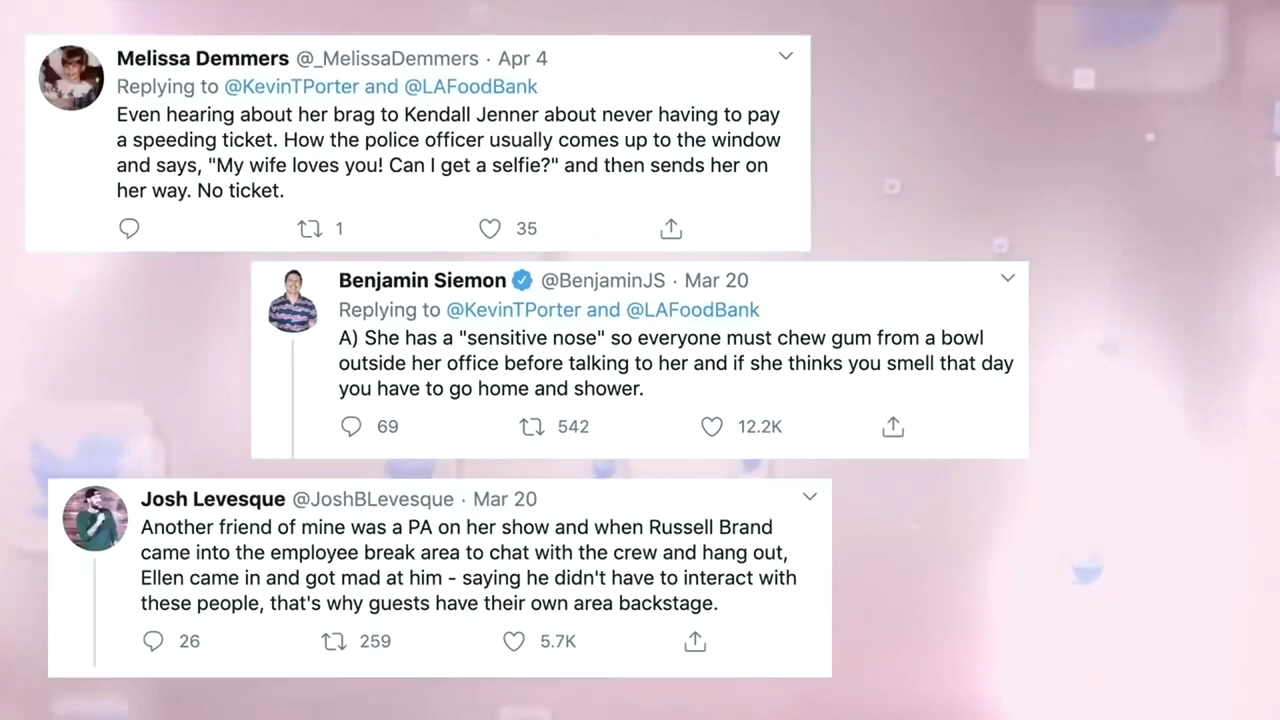 Melissa Demmers @_MelissaDemmers · Apr 4
Replying to @KevinTPorter and @LAFoodBank
Even hearing about her brag to Kendall Jenner about never having to pay
a speeding ticket. How the police officer usually comes up to the window
and says, "My wife loves you! Can I get a selfie?" and then sends her on
her way. No ticket.
1 35
Benjamin Siemon @BenjaminJS · Mar 20
Replying to @KevinTPorter and @LAFoodBank
A) She has a "sensitive nose" so everyone must chew gum from a bowl
outside her office before talking to her and if she thinks you smell that day
you have to go home and shower.
69 542 12.2K
Josh Levesque @JoshBLevesque · Mar 20
Another friend of mine was a PA on her show and when Russell Brand
came into the employee break area to chat with the crew and hang out,
Ellen came in and got mad at him - saying he didn't have to interact with
these people, that's why guests have their own area backstage.
26 259 5.7K